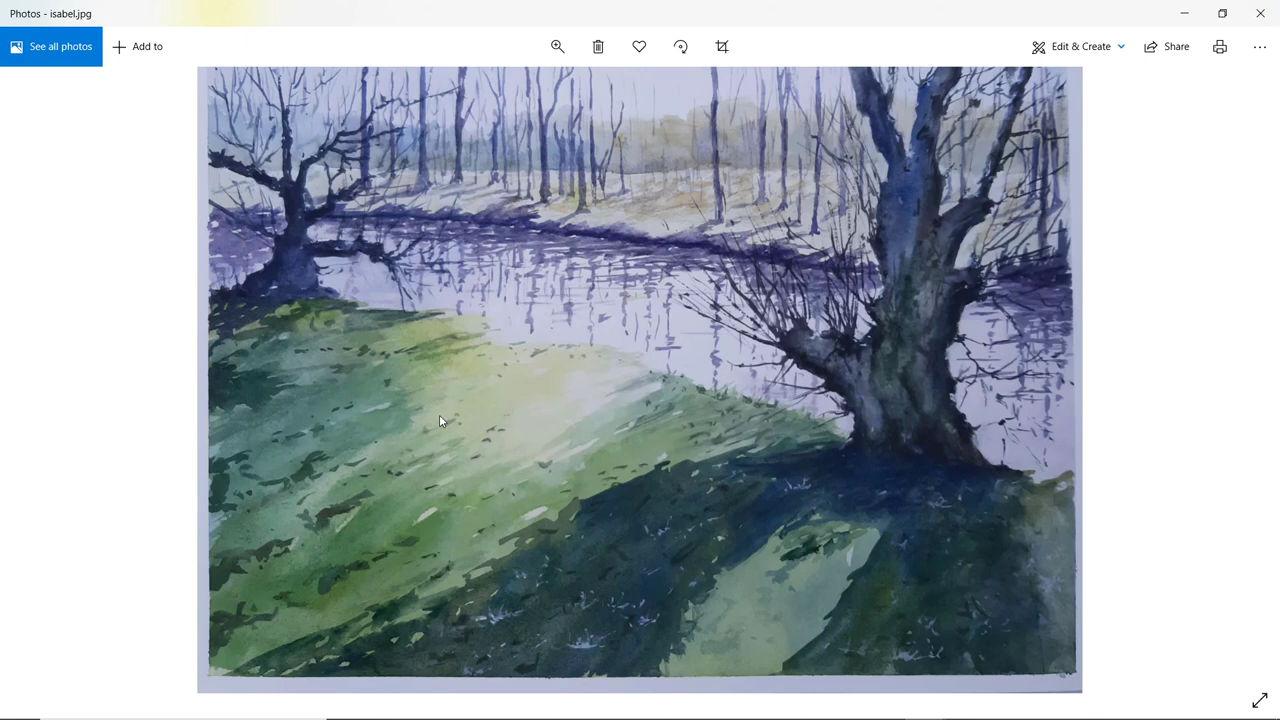 Photos - isabel.jpg
See all photos
Add to
Edit & Create
Share